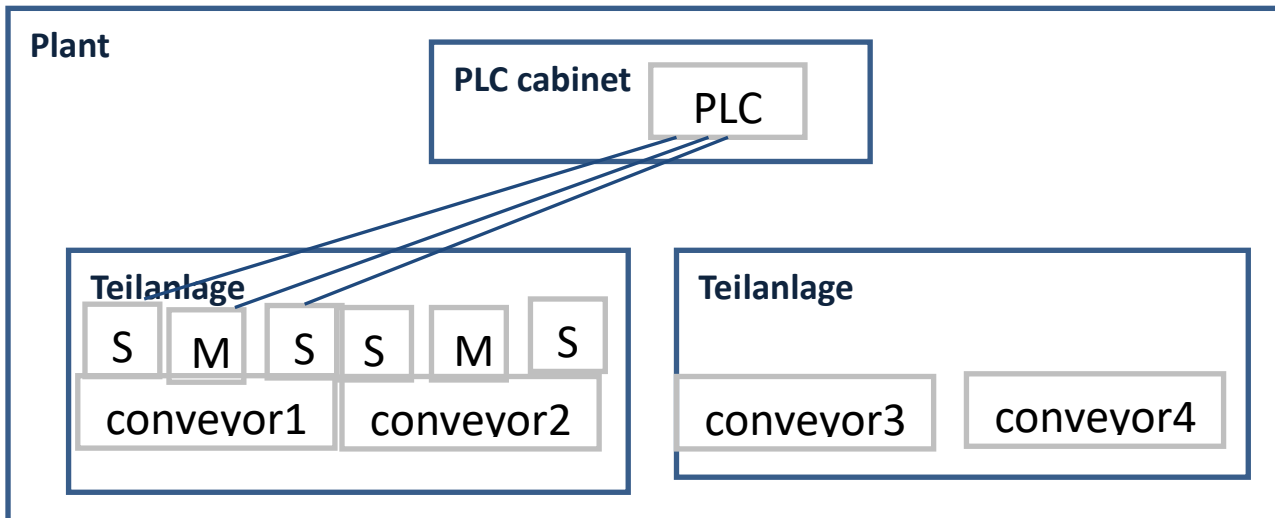 Plant
PLC cabinet
PLC
Teilanlage
Teilanlage
S M S S M S
conveyor1 conveyor2
conveyor3 conveyor4